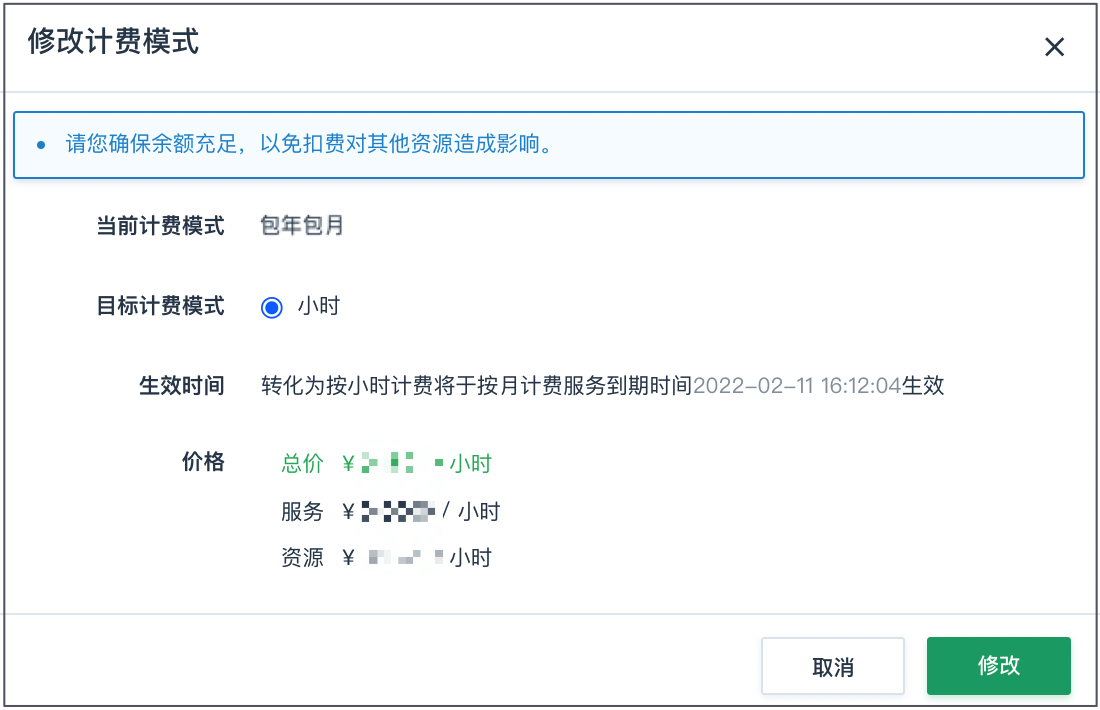 修改计费模式
请您确保余额充足，以免扣费对其他资源造成影响。
当前计费模式 包年包月
目标计费模式 小时
生效时间 转化为按小时计费将于按月计费服务到期时间2022-02-11 16:12:04生效
价格 总价 ¥ 小时
服务 ¥ / 小时
资源 ¥ 小时
取消 修改